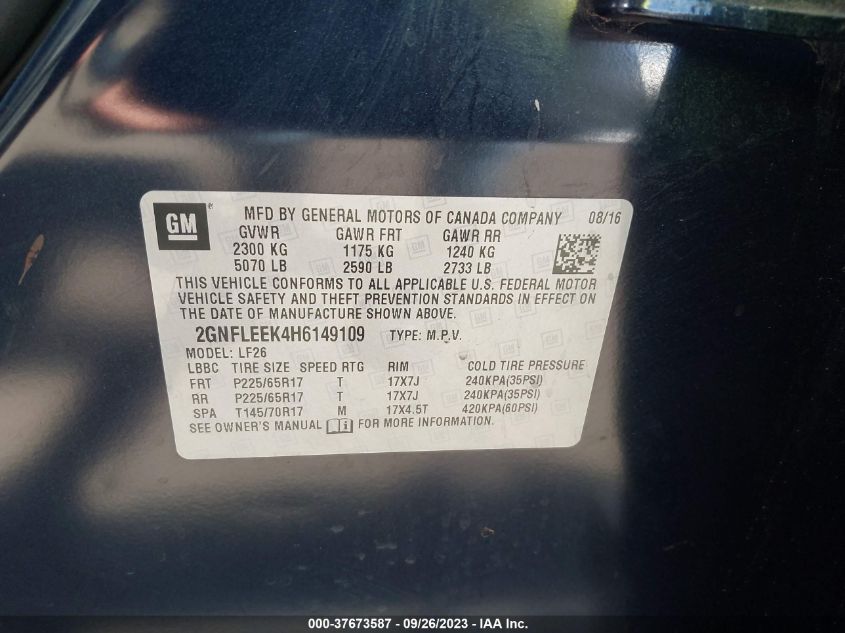 GM
MFD BY GENERAL MOTORS OF CANADA COMPANY 08/16
GVWR GAWR FRT GAWR RR
2300 KG 1175 KG 1240 KG
5070 LB 2590 LB 2733 LB
THIS VEHICLE CONFORMS TO ALL APPLICABLE U.S. FEDERAL MOTOR
VEHICLE SAFETY AND THEFT PREVENTION STANDARDS IN EFFECT ON
THE DATE OF MANUFACTURE SHOWN ABOVE.
2GNFLEEK4H6149109 TYPE: M.P.V.
MODEL: LF26
LBBC TIRE SIZE SPEED RTG RIM COLD TIRE PRESSURE
FRT P225/65R17 T 17X7J 240KPA(35PSI)
RR P225/65R17 T 17X7J 240KPA(35PSI)
SPA T145/70R17 M 17X4.5T 420KPA(60PSI)
SEE OWNER'S MANUAL FOR MORE INFORMATION.
000-37673587 - 09/26/2023 - IAA Inc.